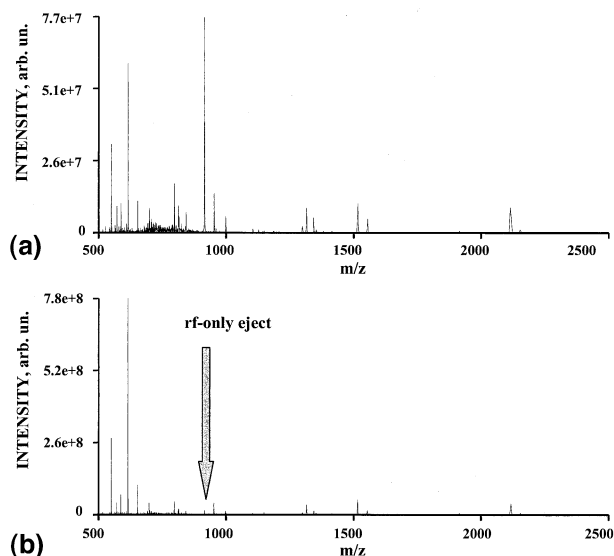 7.7e+7
5.1e+7
2.6e+7
0
INTENSITY, arb. un.
500 1000 1500 2000 2500
m/z
(a)
7.8e+8
5.2e+8
2.6e+8
0
INTENSITY, arb. un.
rf-only eject
500 1000 1500 2000 2500
m/z
(b)